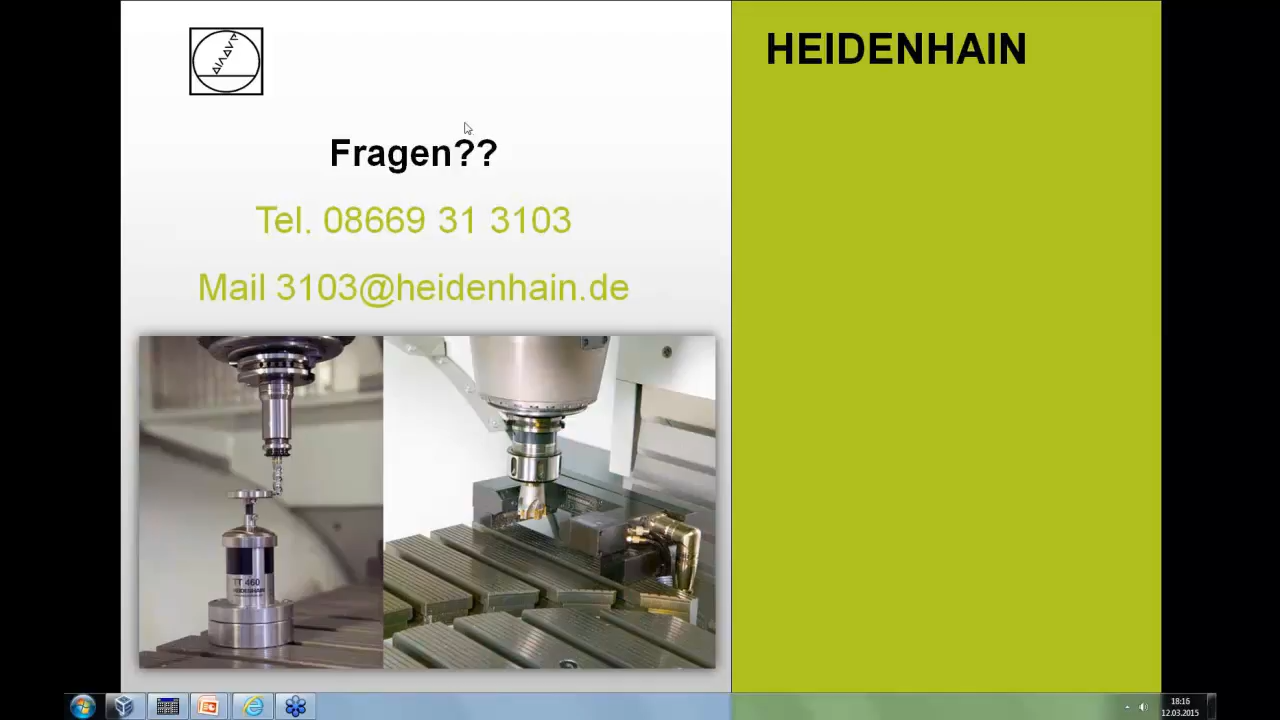 HEIDENHAIN
Fragen??
Tel. 08669 31 3103
Mail 3103@heidenhain.de
TT 460
HEIDENHAIN
18:16
12.03.2015